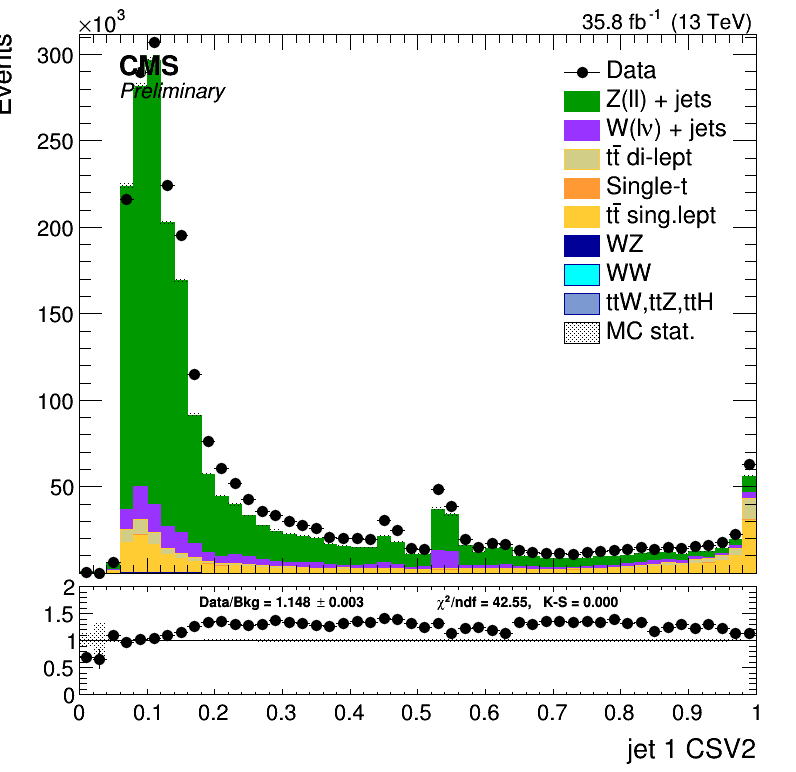 ×10³
35.8 fb⁻¹ (13 TeV)
Events
CMS
Preliminary
Data
Z(ll) + jets
W(lν) + jets
tt̄ di-lept
Single-t
tt̄ sing.lept
WZ
WW
ttW,ttZ,ttH
MC stat.
300
250
200
150
100
50
Data/Bkg = 1.148 ± 0.003
χ²/ndf = 42.55, K-S = 0.000
2
1.5
1
0.5
0
0 0.1 0.2 0.3 0.4 0.5 0.6 0.7 0.8 0.9 1
jet 1 CSV2